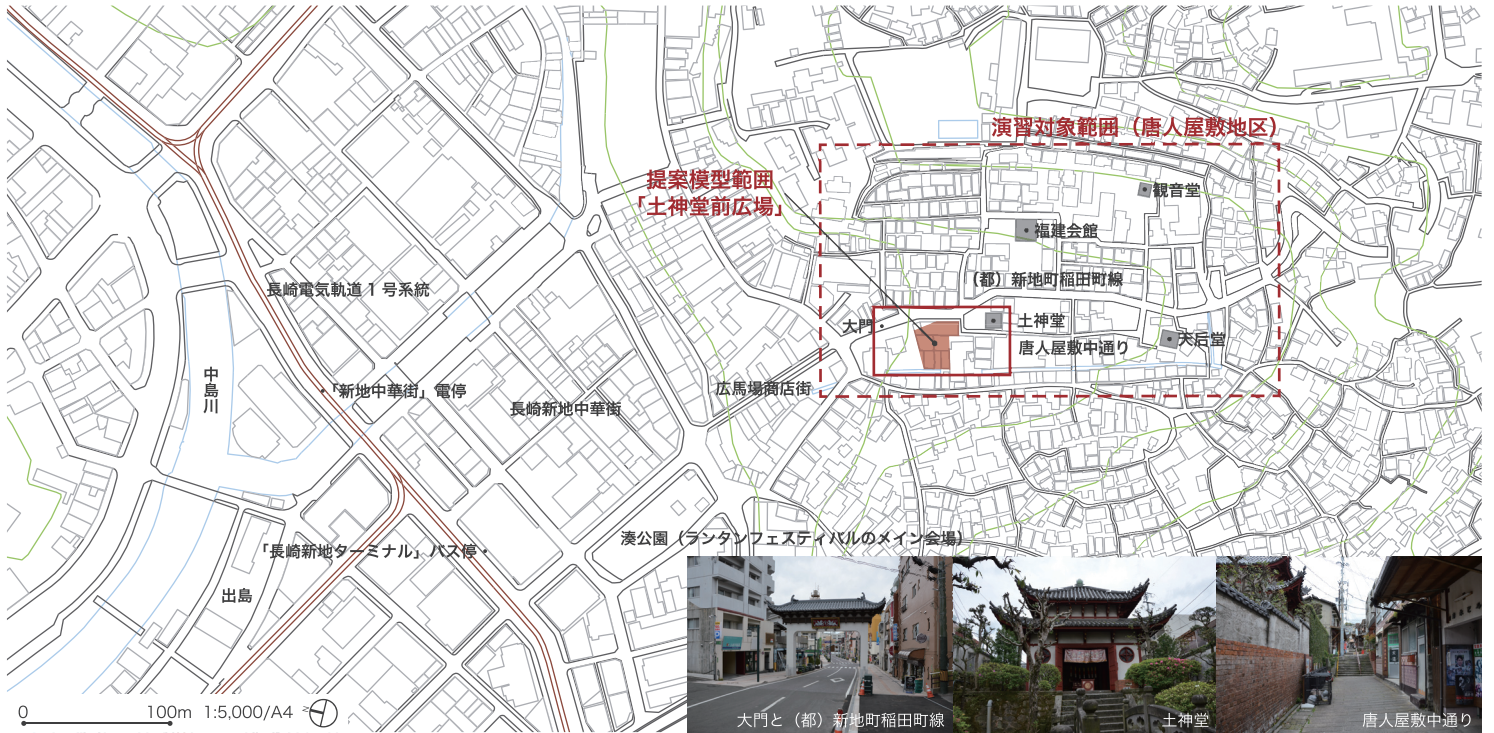 演習対象範囲（唐人屋敷地区）
提案模型範囲
「土神堂前広場」
観音堂
福建会館
（都）新地町稲田町線
大門
土神堂
唐人屋敷中通り
天后堂
長崎電気軌道 1 号系統
中島川
「新地中華街」電停
長崎新地中華街
広馬場商店街
湊公園（ランタンフェスティバルのメイン会場）
「長崎新地ターミナル」バス停
出島
0 100m 1:5,000/A4
大門と（都）新地町稲田町線
土神堂
唐人屋敷中通り